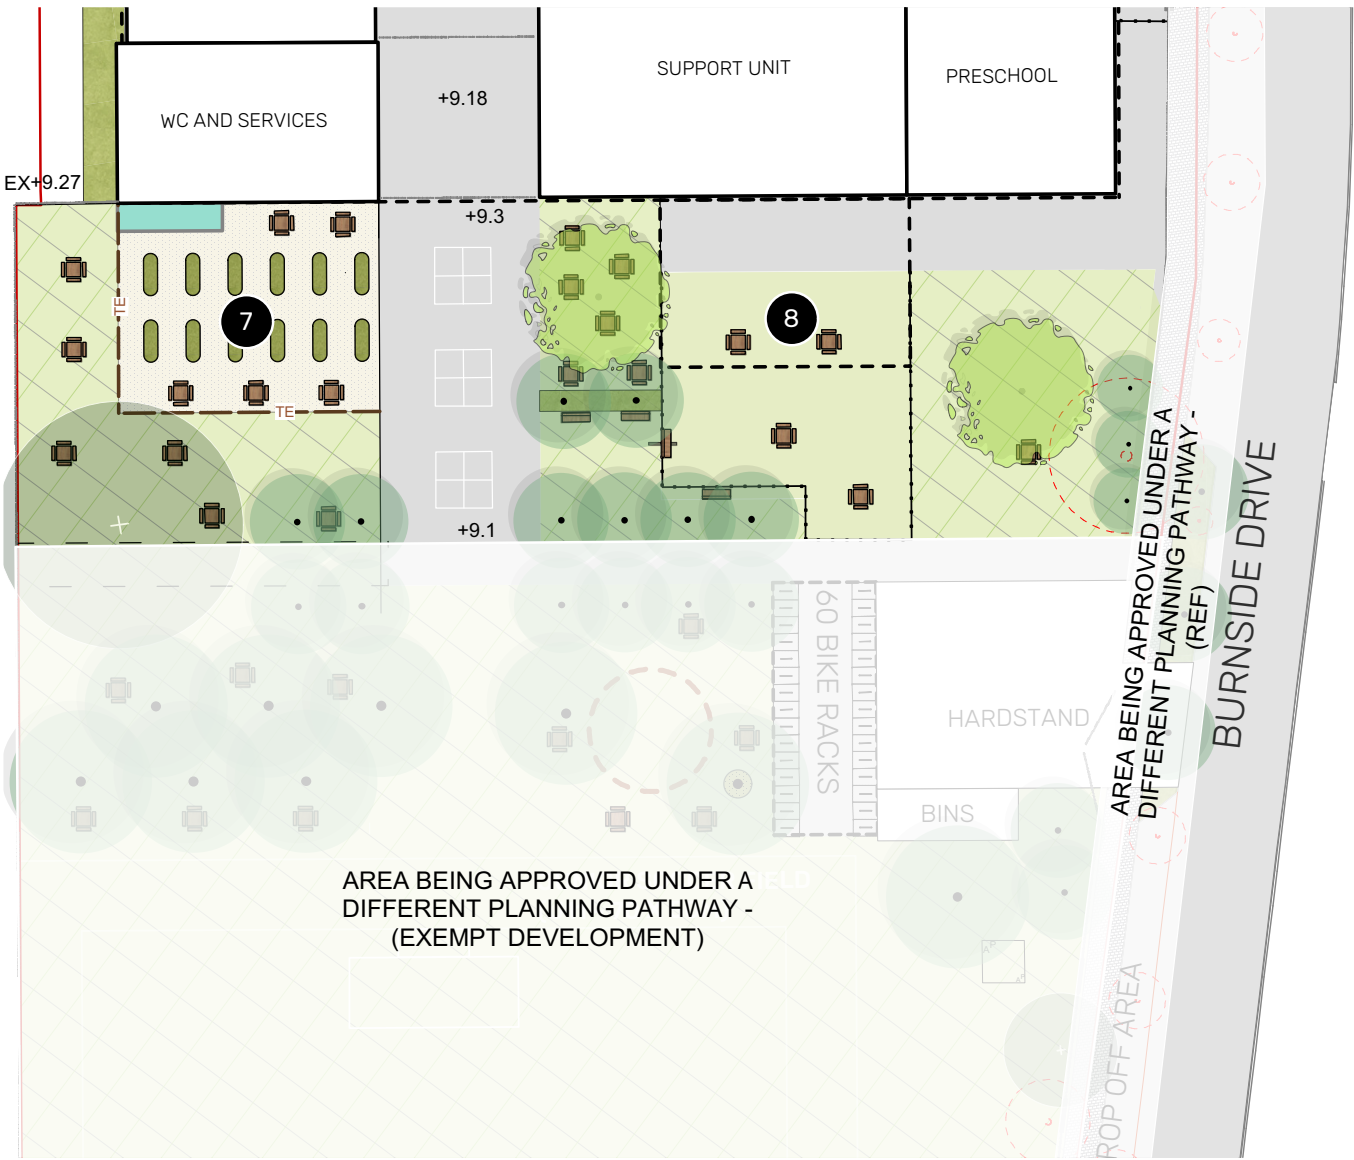 SUPPORT UNIT
PRESCHOOL
+9.18
WC AND SERVICES
EX+9.27
+9.3
TE
7
8
TE
+9.1
60 BIKE RACKS
AREA BEING APPROVED UNDER A
DIFFERENT PLANNING PATHWAY -
(REF)
BURNSIDE DRIVE
HARDSTAND
BINS
AREA BEING APPROVED UNDER A
DIFFERENT PLANNING PATHWAY -
(EXEMPT DEVELOPMENT)
ROP OFF AREA